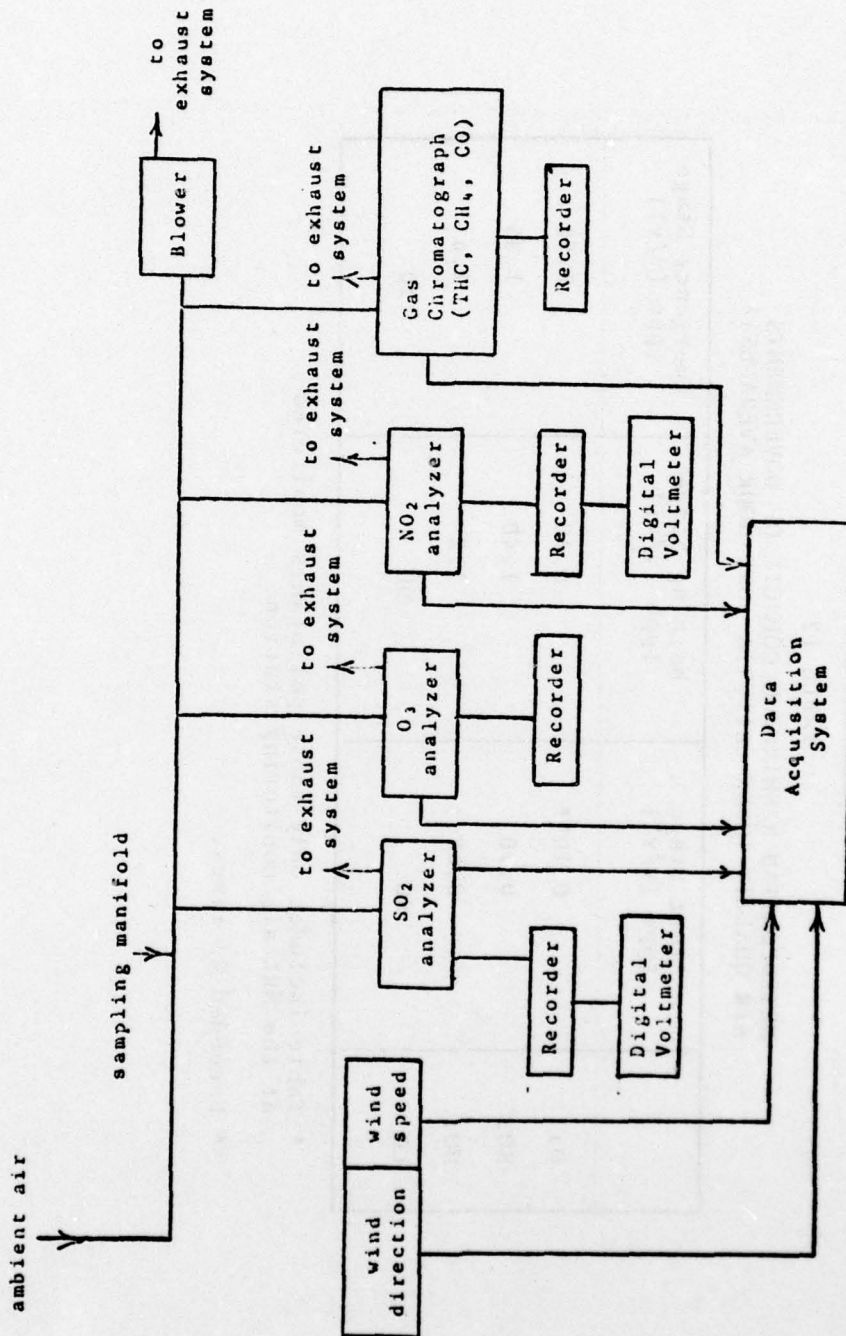 ambient air
sampling manifold
Blower
to
exhaust
system
to exhaust
system
to exhaust
system
to exhaust
system
to exhaust
system
SO₂
analyzer
O₃
analyzer
NO₂
analyzer
Gas
Chromatograph
(THC, CH₄, CO)
wind
direction
wind
speed
Recorder
Digital
Voltmeter
Recorder
Recorder
Digital
Voltmeter
Recorder
Data
Acquisition
System